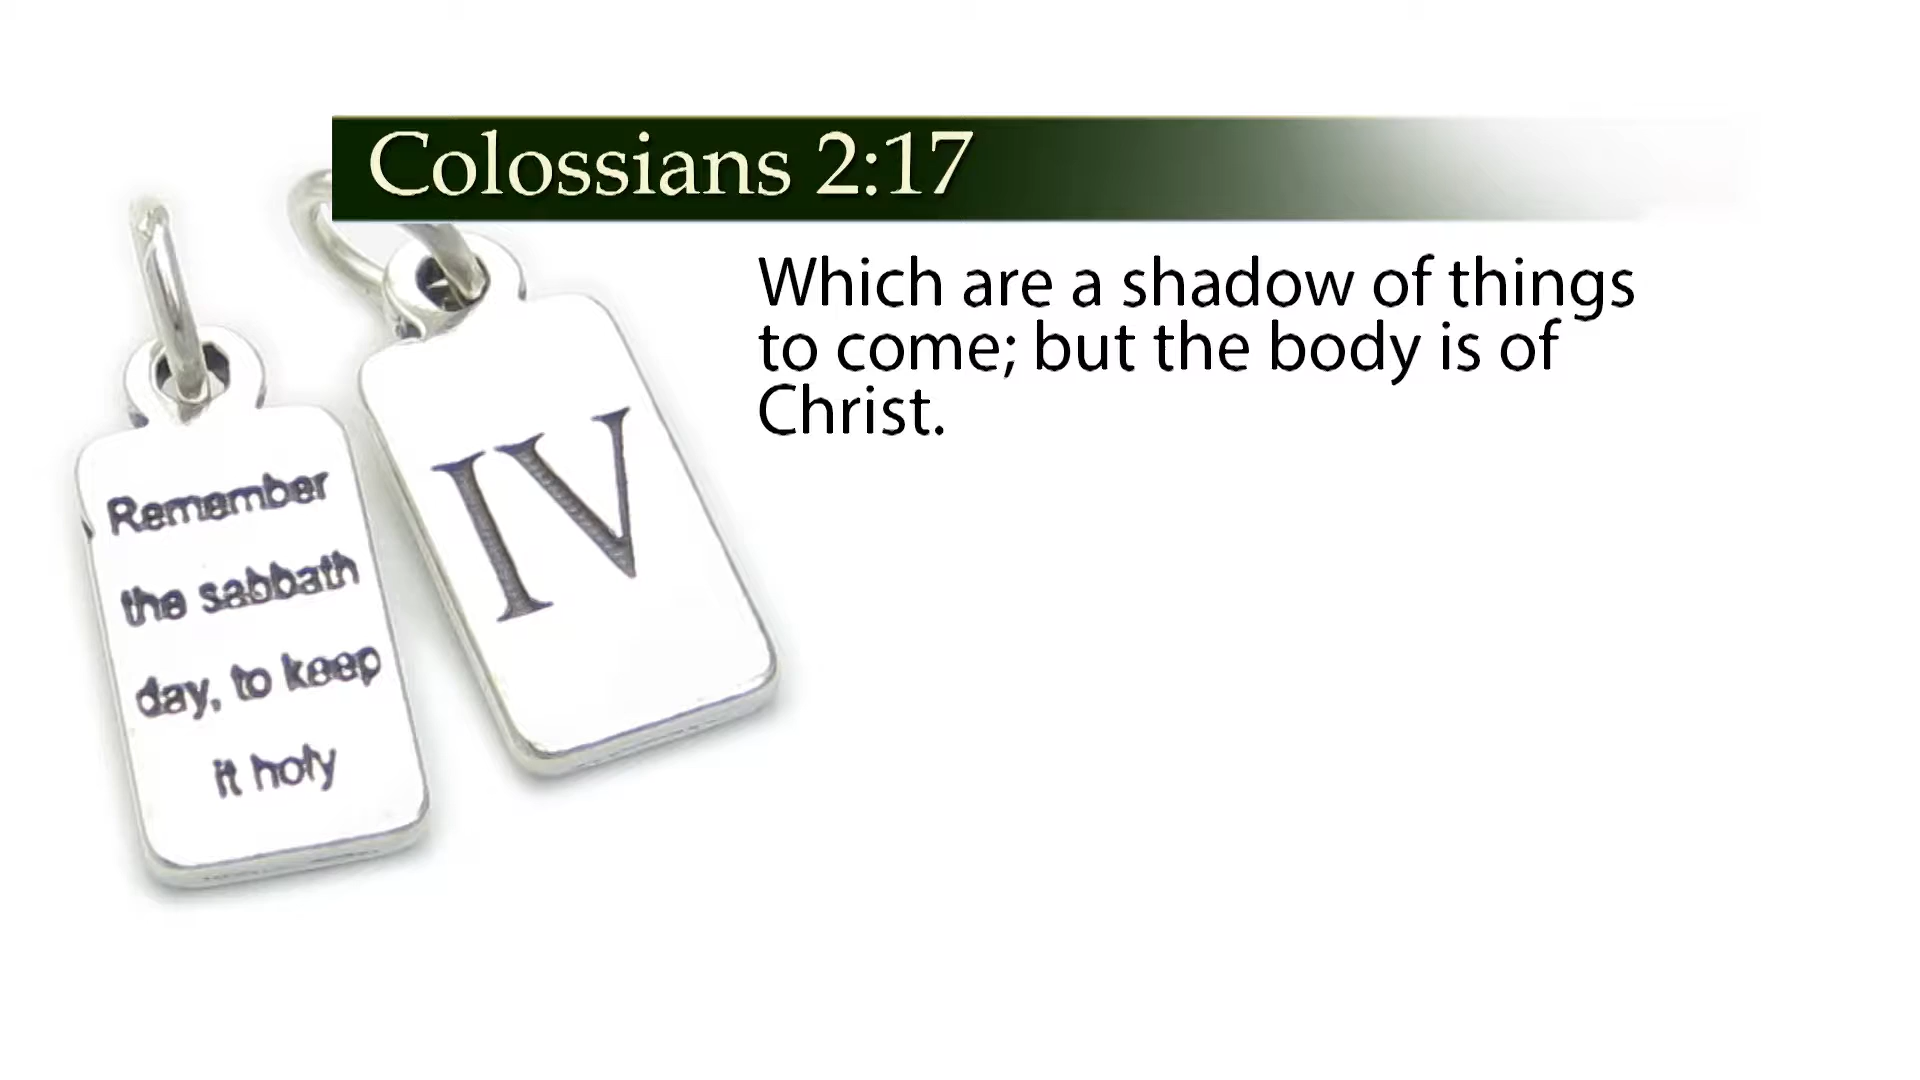 Colossians 2:17
Which are a shadow of things
to come; but the body is of
Christ.
Remember
the sabbath
day, to keep
it holy
IV